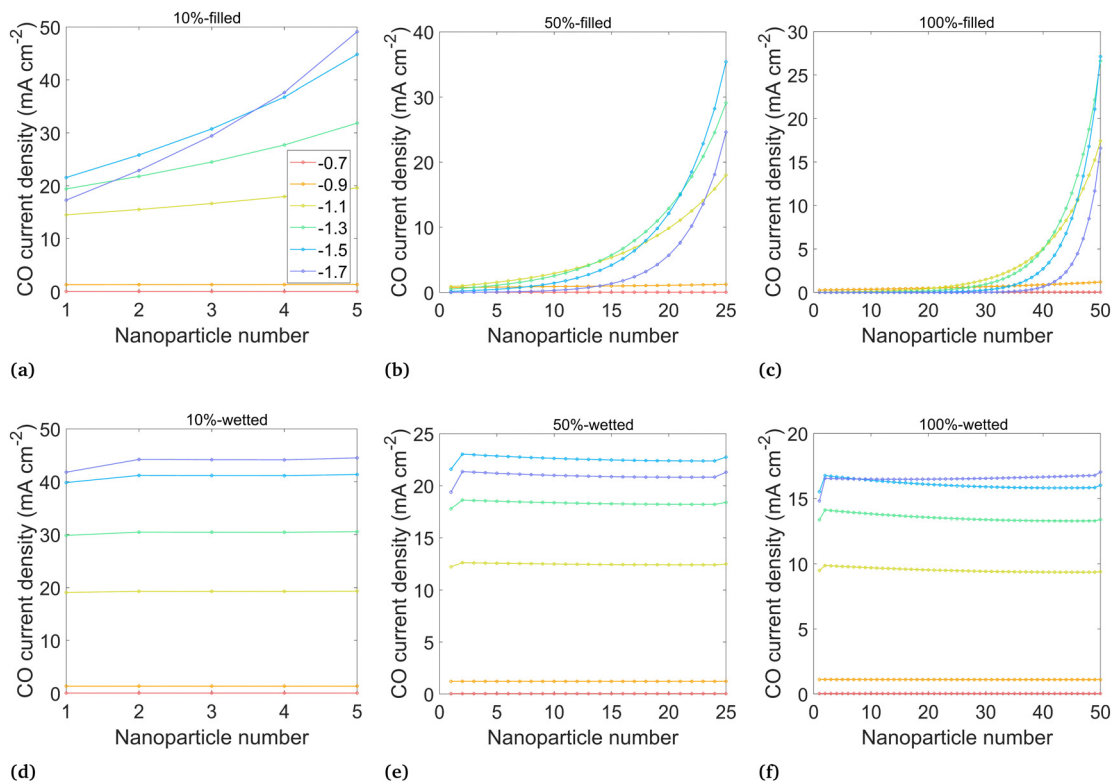 10%-filled
CO current density (mA cm-2)
50
40
30
20
10
0
1 2 3 4 5
Nanoparticle number
-0.7
-0.9
-1.1
-1.3
-1.5
-1.7
(a)
50%-filled
CO current density (mA cm-2)
40
30
20
10
0
0 5 10 15 20 25
Nanoparticle number
(b)
100%-filled
CO current density (mA cm-2)
30
25
20
15
10
5
0
0 10 20 30 40 50
Nanoparticle number
(c)
10%-wetted
CO current density (mA cm-2)
50
40
30
20
10
0
1 2 3 4 5
Nanoparticle number
(d)
50%-wetted
CO current density (mA cm-2)
25
20
15
10
5
0
0 5 10 15 20 25
Nanoparticle number
(e)
100%-wetted
CO current density (mA cm-2)
20
15
10
5
0
0 10 20 30 40 50
Nanoparticle number
(f)